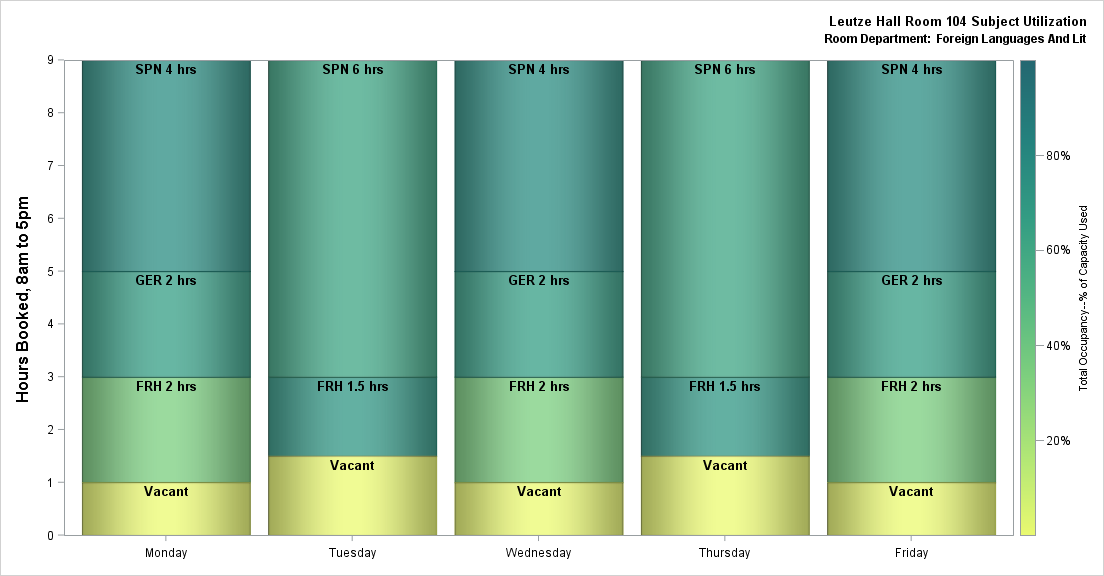 Leutze Hall Room 104 Subject Utilization
Room Department: Foreign Languages And Lit
Hours Booked, 8am to 5pm
9
8
7
6
5
4
3
2
1
0
SPN 4 hrs
GER 2 hrs
FRH 2 hrs
Vacant
Monday
SPN 6 hrs
FRH 1.5 hrs
Vacant
Tuesday
SPN 4 hrs
GER 2 hrs
FRH 2 hrs
Vacant
Wednesday
SPN 6 hrs
FRH 1.5 hrs
Vacant
Thursday
SPN 4 hrs
GER 2 hrs
FRH 2 hrs
Vacant
Friday
80%
60%
40%
20%
Total Occupancy--% of Capacity Used